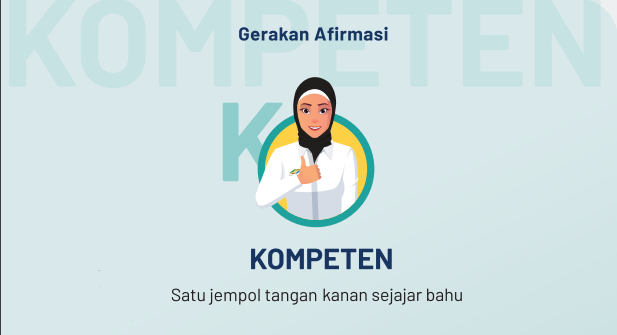 KOMPETEN
Gerakan Afirmasi
K
KOMPETEN
Satu jempol tangan kanan sejajar bahu